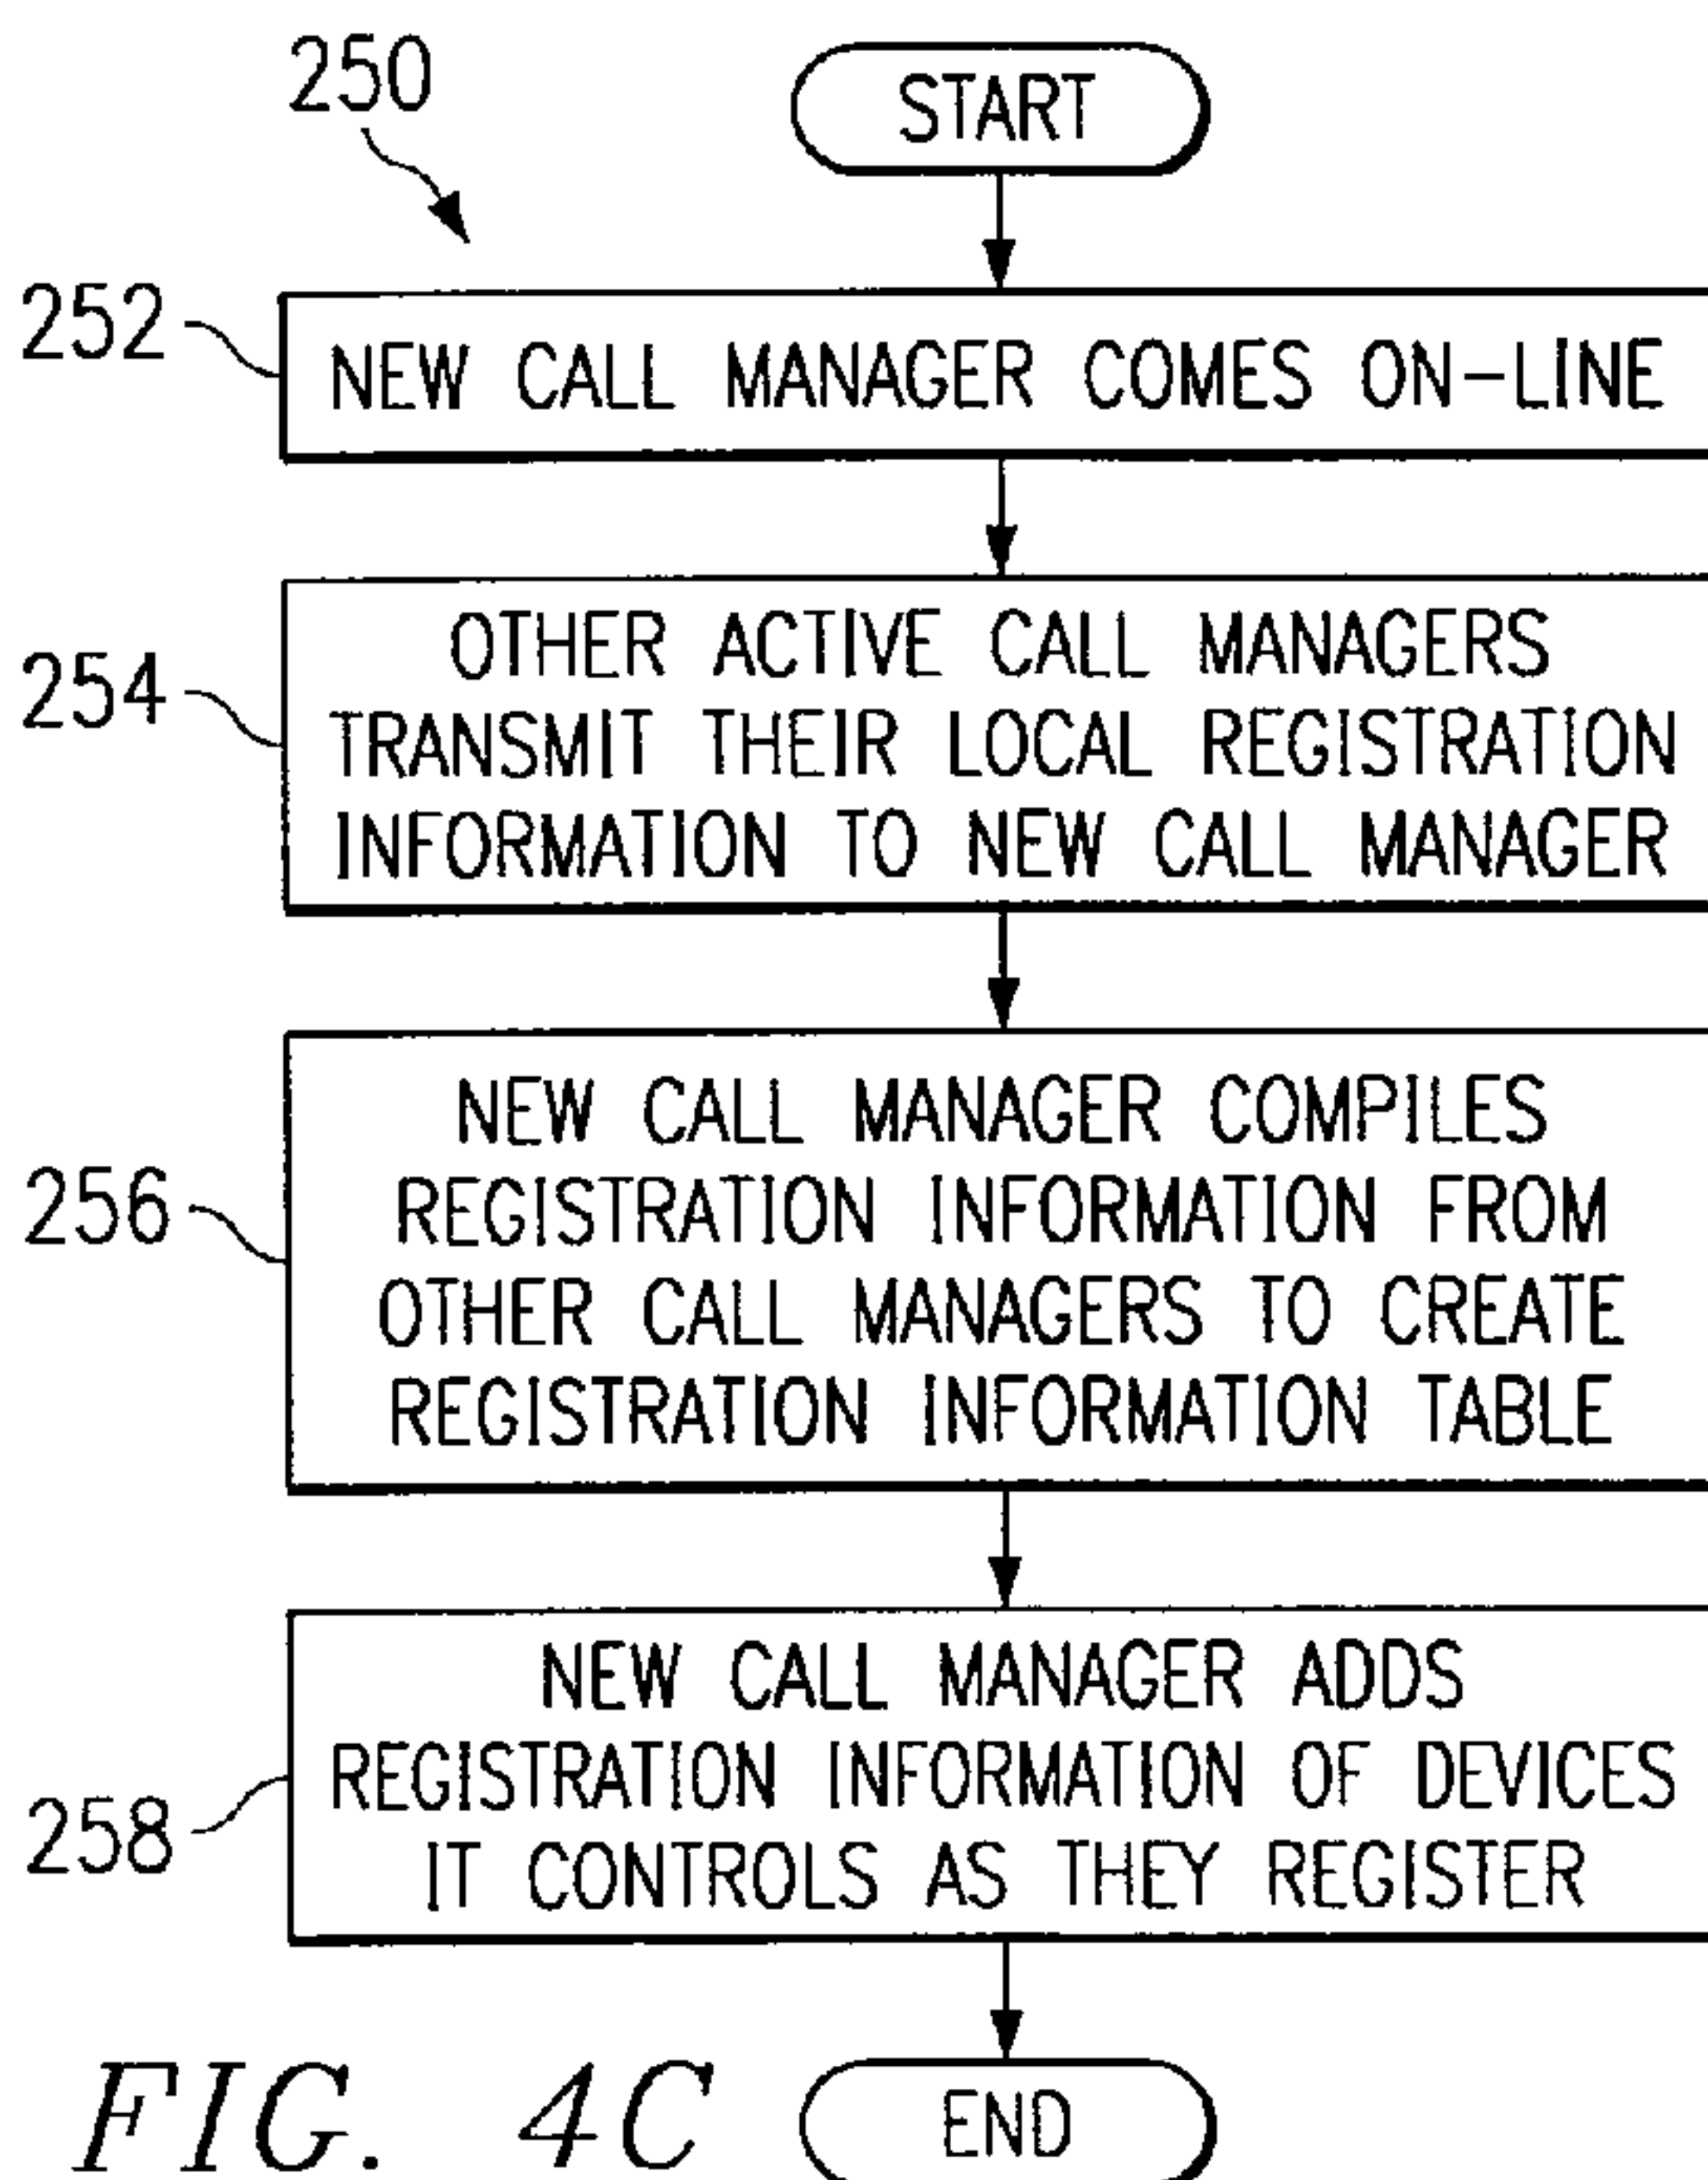 250
START
252
NEW CALL MANAGER COMES ON-LINE
254
OTHER ACTIVE CALL MANAGERS
TRANSMIT THEIR LOCAL REGISTRATION
INFORMATION TO NEW CALL MANAGER
256
NEW CALL MANAGER COMPILES
REGISTRATION INFORMATION FROM
OTHER CALL MANAGERS TO CREATE
REGISTRATION INFORMATION TABLE
258
NEW CALL MANAGER ADDS
REGISTRATION INFORMATION OF DEVICES
IT CONTROLS AS THEY REGISTER
END
FIG. 4C